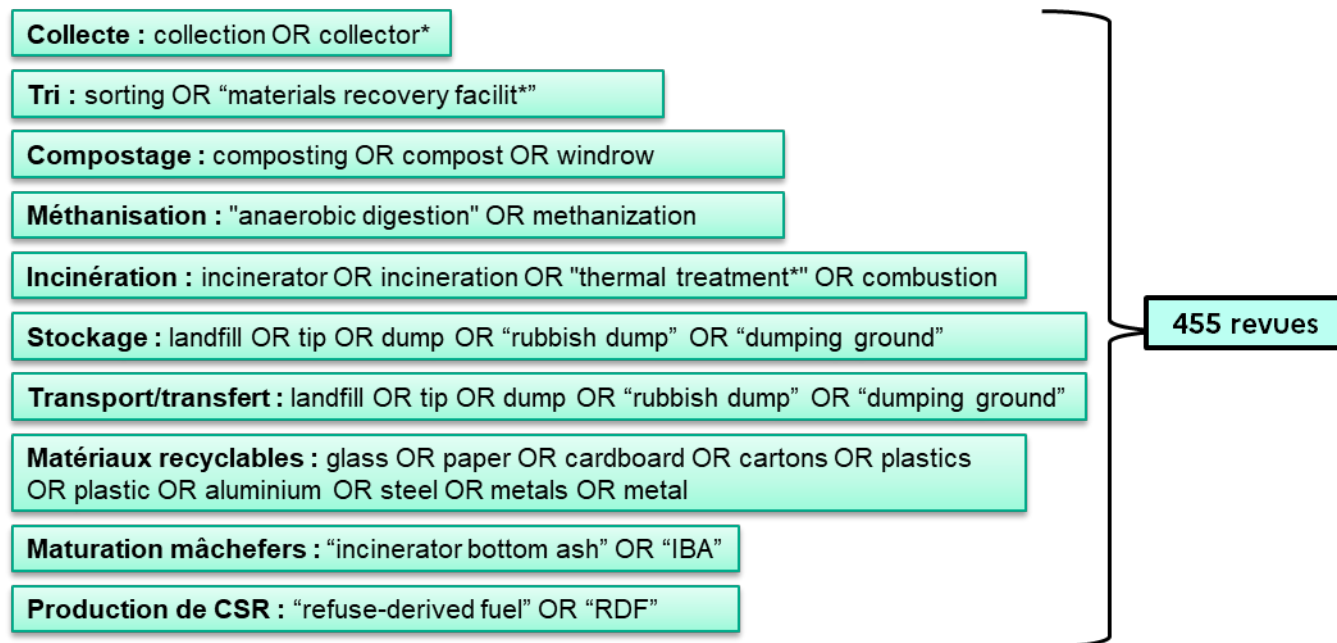 Collecte : collection OR collector*
Tri : sorting OR “materials recovery facilit*”
Compostage : composting OR compost OR windrow
Méthanisation : "anaerobic digestion" OR methanization
Incinération : incinerator OR incineration OR "thermal treatment*" OR combustion
Stockage : landfill OR tip OR dump OR “rubbish dump” OR “dumping ground”
455 revues
Transport/transfert : landfill OR tip OR dump OR “rubbish dump” OR “dumping ground”
Matériaux recyclables : glass OR paper OR cardboard OR cartons OR plastics
OR plastic OR aluminium OR steel OR metals OR metal
Maturation mâchefers : “incinerator bottom ash” OR “IBA”
Production de CSR : “refuse-derived fuel” OR “RDF”